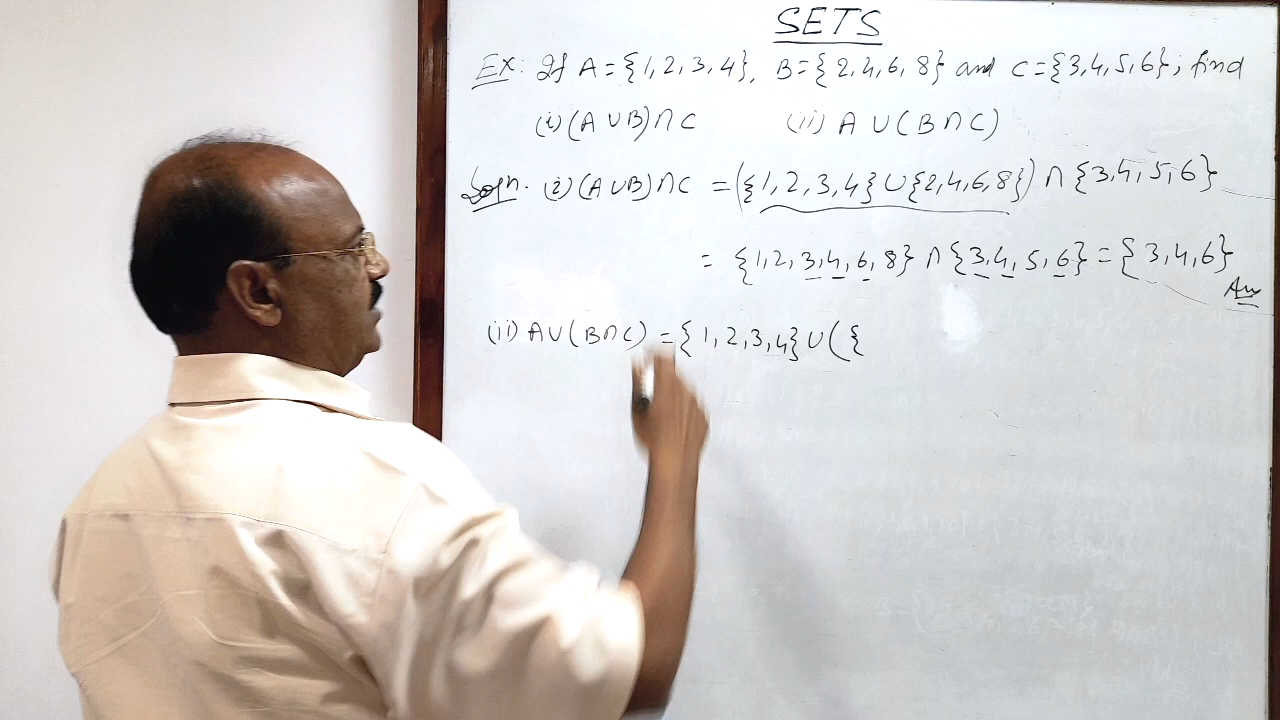 SETS
Ex: If A = {1, 2, 3, 4}, B = {2, 4, 6, 8} and C = {3, 4, 5, 6}; find
(i) (A ∪ B) ∩ C (ii) A ∪ (B ∩ C)
Soln. (i) (A ∪ B) ∩ C = ({1, 2, 3, 4} ∪ {2, 4, 6, 8}) ∩ {3, 4, 5, 6}
= {1, 2, 3, 4, 6, 8} ∩ {3, 4, 5, 6} = {3, 4, 6}
Ans
(ii) A ∪ (B ∩ C) = {1, 2, 3, 4} ∪ ({